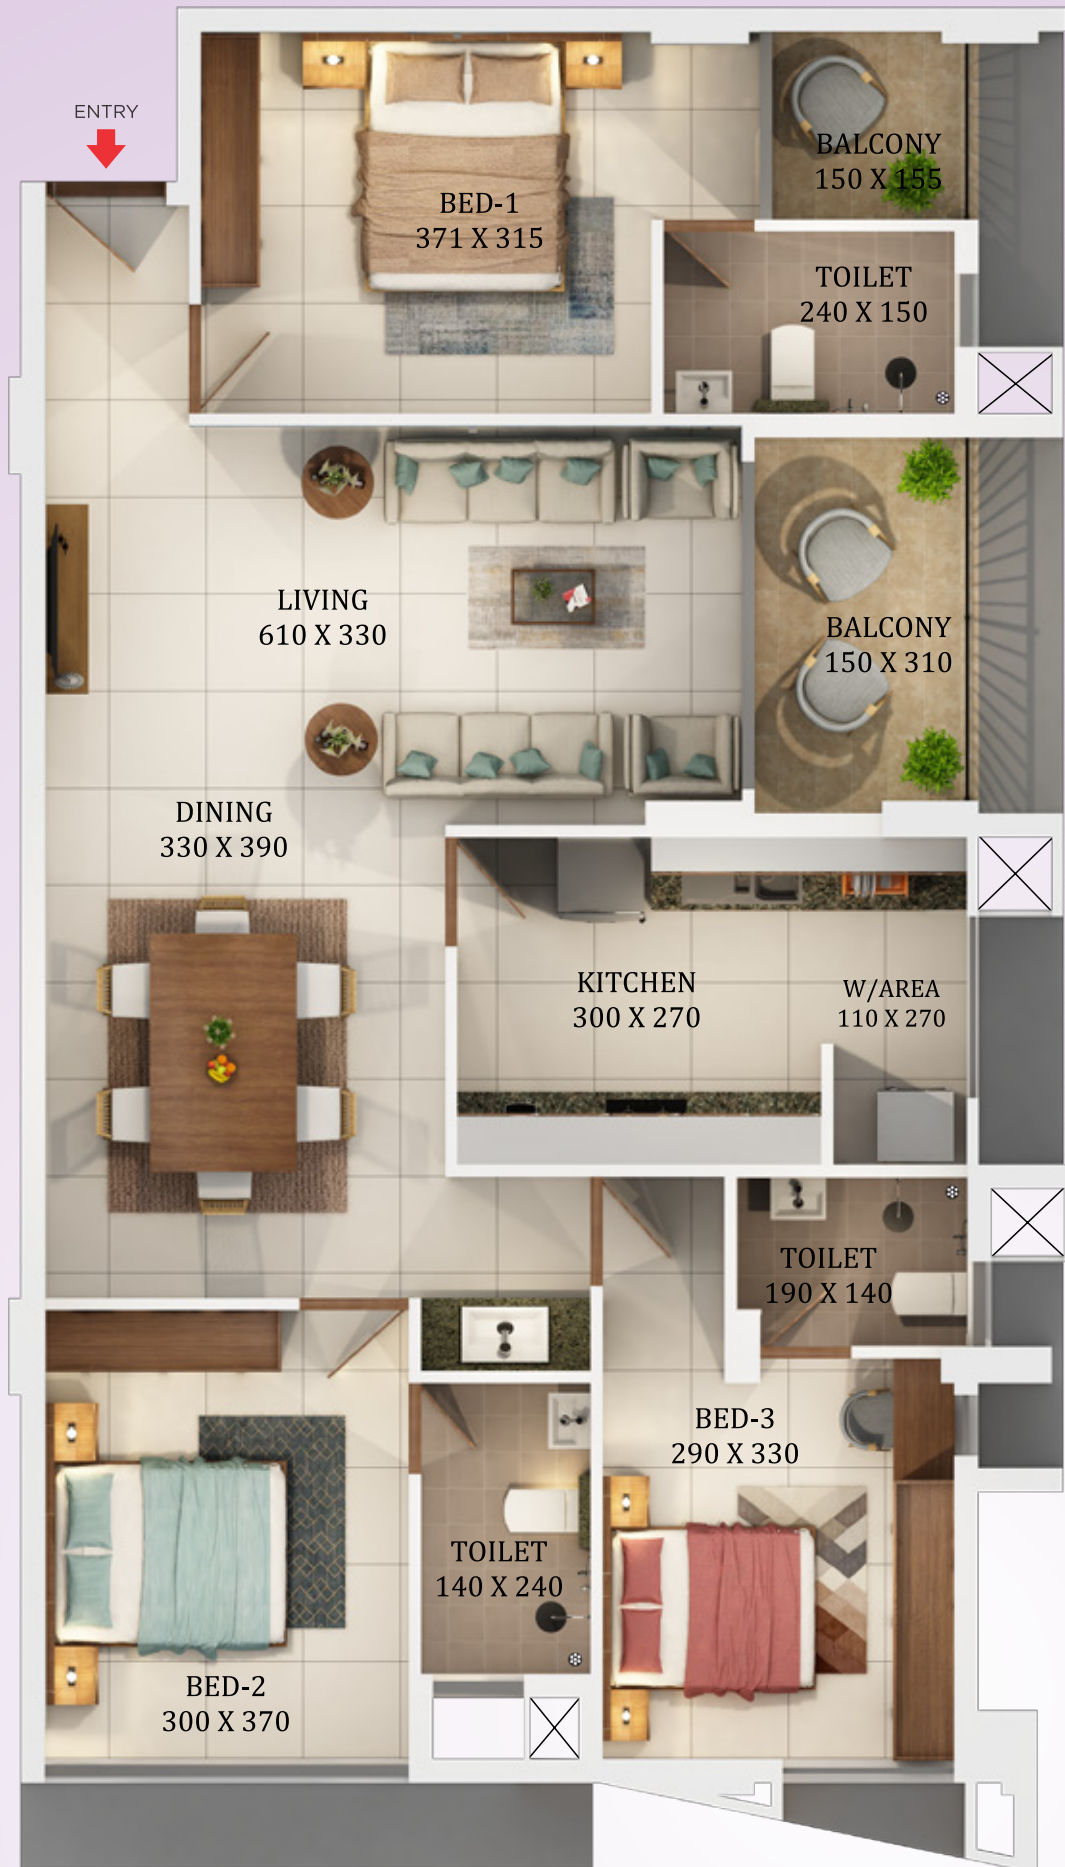 ENTRY
BALCONY
150 X 155
BED-1
371 X 315
TOILET
240 X 150
LIVING
610 X 330
BALCONY
150 X 310
DINING
330 X 390
KITCHEN
300 X 270
W/AREA
110 X 270
TOILET
190 X 140
BED-3
290 X 330
TOILET
140 X 240
BED-2
300 X 370